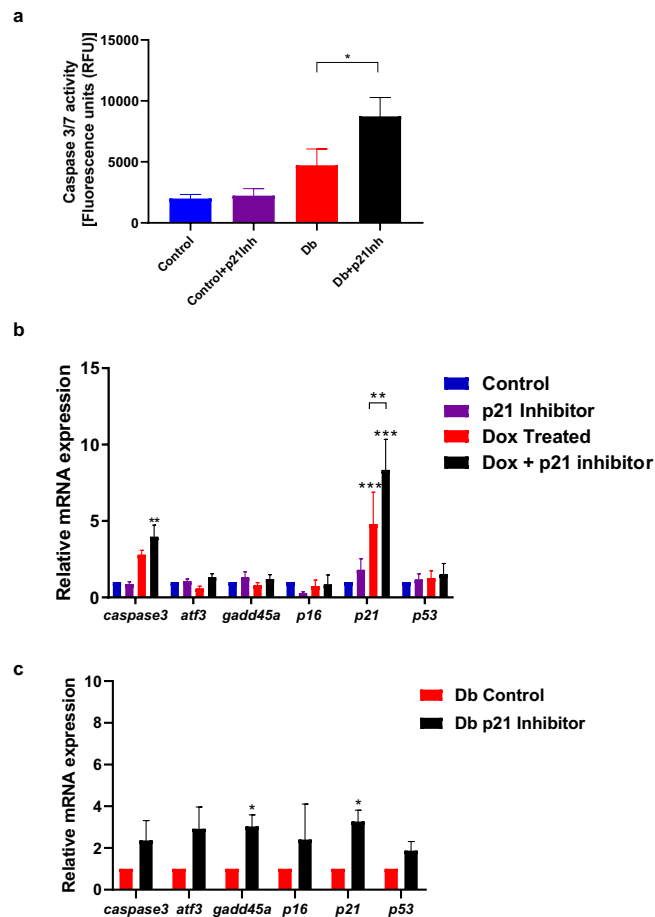 a
Caspase 3/7 activity
[Fluorescence units (RFU)]
15000
10000
5000
0
*
Control
Control+p21Inh
Db
Db+p21Inh
b
Relative mRNA expression
15
10
5
0
**
**
***
***
caspase3 atf3 gadd45a p16 p21 p53
Control
p21 Inhibitor
Dox Treated
Dox + p21 inhibitor
c
Relative mRNA expression
10
8
6
4
2
0
*
*
caspase3 atf3 gadd45a p16 p21 p53
Db Control
Db p21 Inhibitor